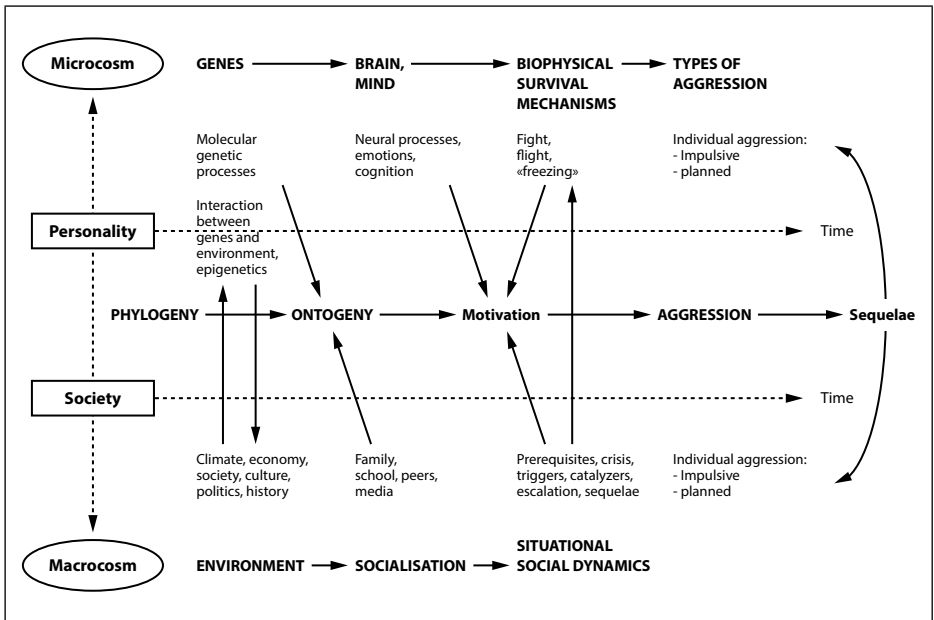 Microcosm
GENES
BRAIN,
MIND
BIOPHYSICAL
SURVIVAL
MECHANISMS
TYPES OF
AGGRESSION
Molecular
genetic
processes
Neural processes,
emotions,
cognition
Fight,
flight,
«freezing»
Individual aggression:
- Impulsive
- planned
Interaction
between
genes and
environment,
epigenetics
Personality
Time
PHYLOGENY
ONTOGENY
Motivation
AGGRESSION
Sequelae
Society
Time
Climate, economy,
society, culture,
politics, history
Family,
school, peers,
media
Prerequisites, crisis,
triggers, catalyzers,
escalation, sequelae
Individual aggression:
- Impulsive
- planned
Macrocosm
ENVIRONMENT
SOCIALISATION
SITUATIONAL
SOCIAL DYNAMICS